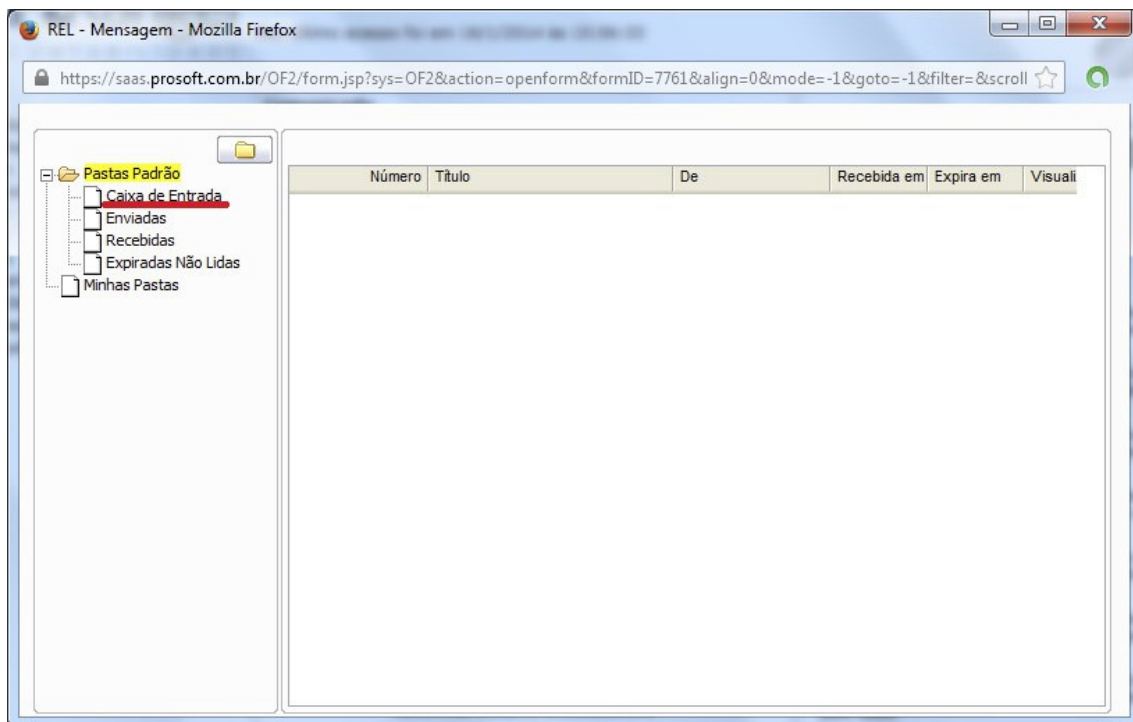 REL - Mensagem - Mozilla Firefox
https://saas.prosoft.com.br/OF2/form.jsp?sys=OF2&action=openform&formID=7761&align=0&mode=-1&goto=-1&filter=&scroll
Pastas Padrão
Caixa de Entrada
Enviadas
Recebidas
Expiradas Não Lidas
Minhas Pastas
Número Título De Recebida em Expira em Visuali